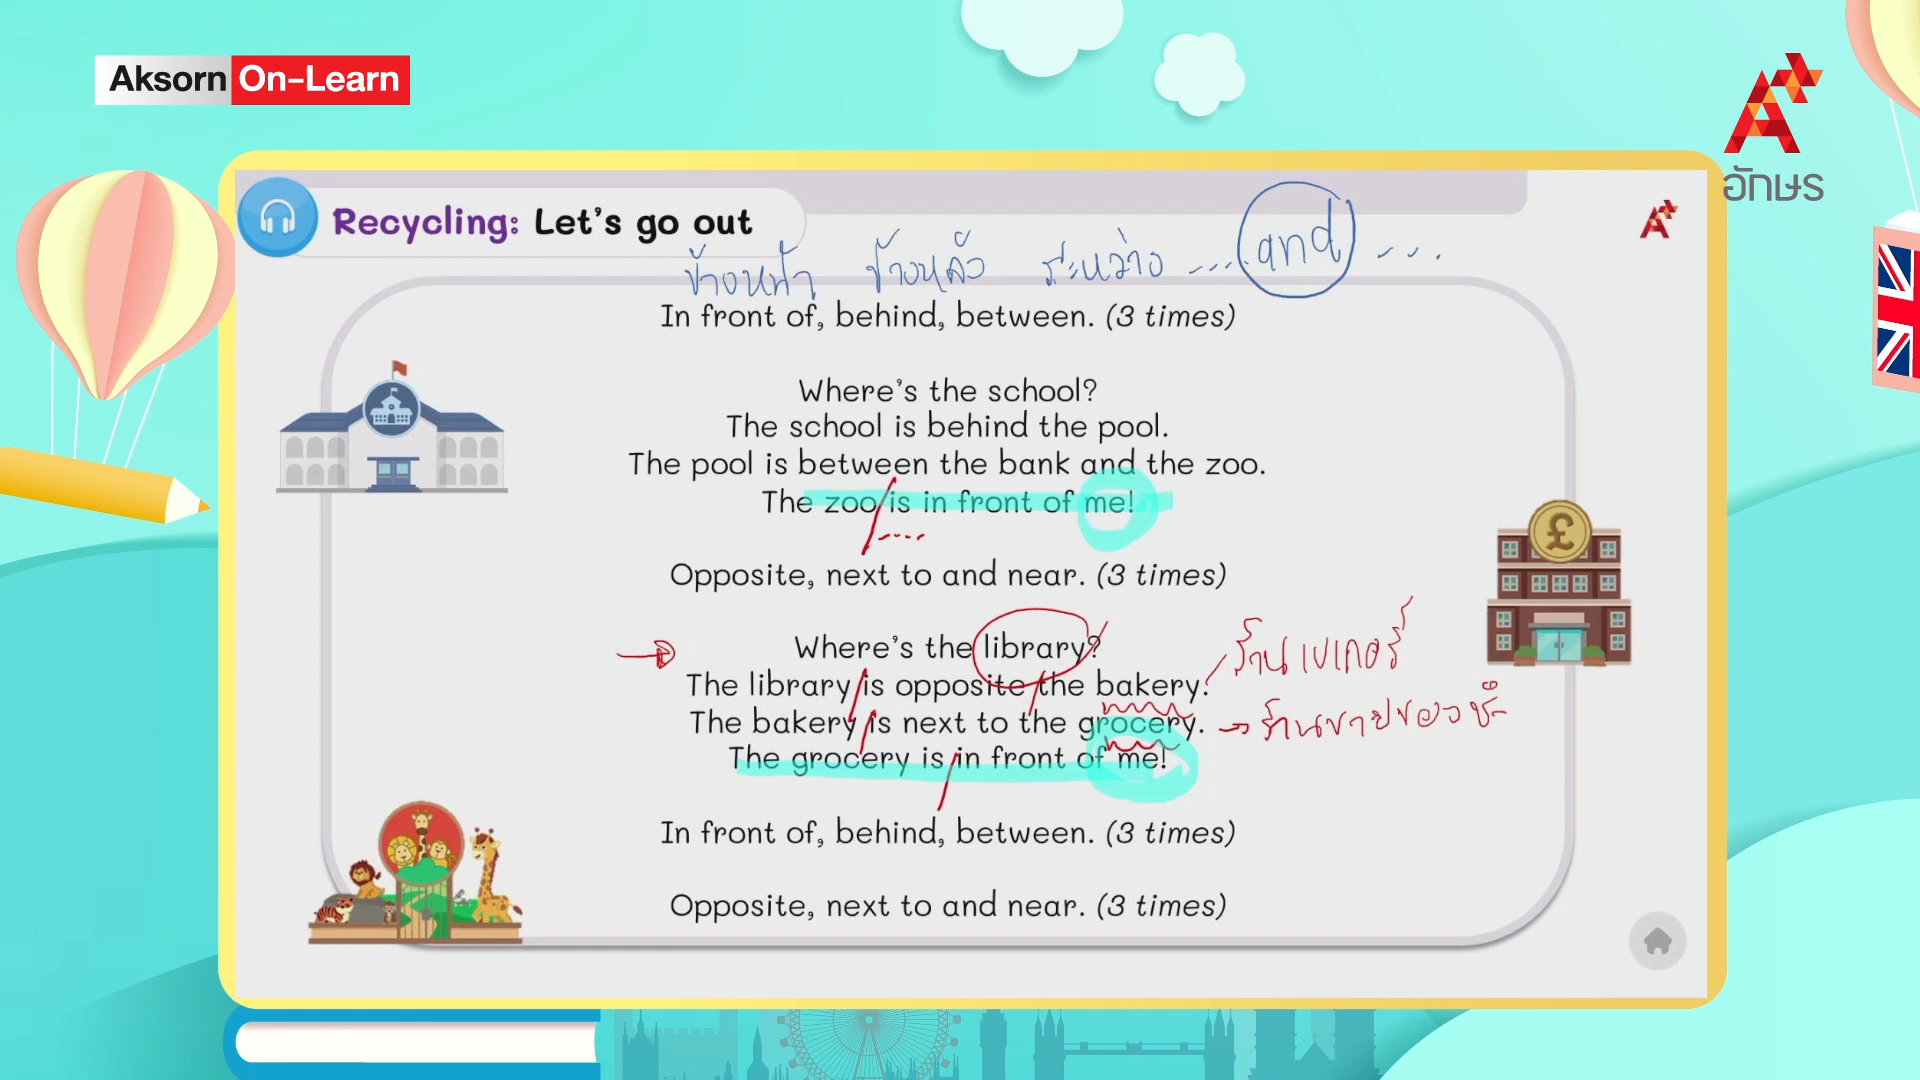 Aksorn On-Learn
อักษร
Recycling: Let's go out
ข้างหน้า ข้างหลัง ระหว่าง .... and ....
In front of, behind, between. (3 times)
Where's the school?
The school is behind the pool.
The pool is between the bank and the zoo.
The zoo is in front of me!
Opposite, next to and near. (3 times)
Where's the library?
The library is opposite the bakery.
ร้านเบเกอรี่
The bakery is next to the grocery.
ร้านขายของชำ
The grocery is in front of me!
In front of, behind, between. (3 times)
Opposite, next to and near. (3 times)